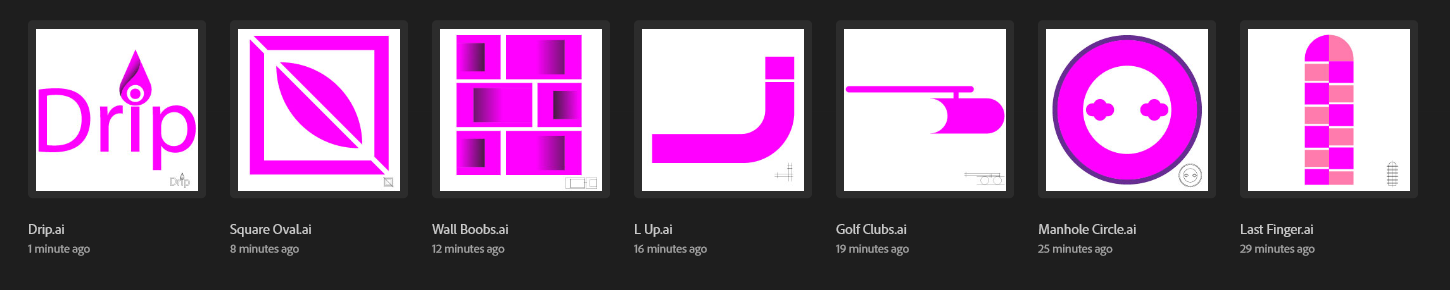 Drip
Drip
Drip.ai
1 minute ago
Square Oval.ai
8 minutes ago
Wall Boobs.ai
12 minutes ago
L Up.ai
16 minutes ago
Golf Clubs.ai
19 minutes ago
Manhole Circle.ai
25 minutes ago
Last Finger.ai
29 minutes ago